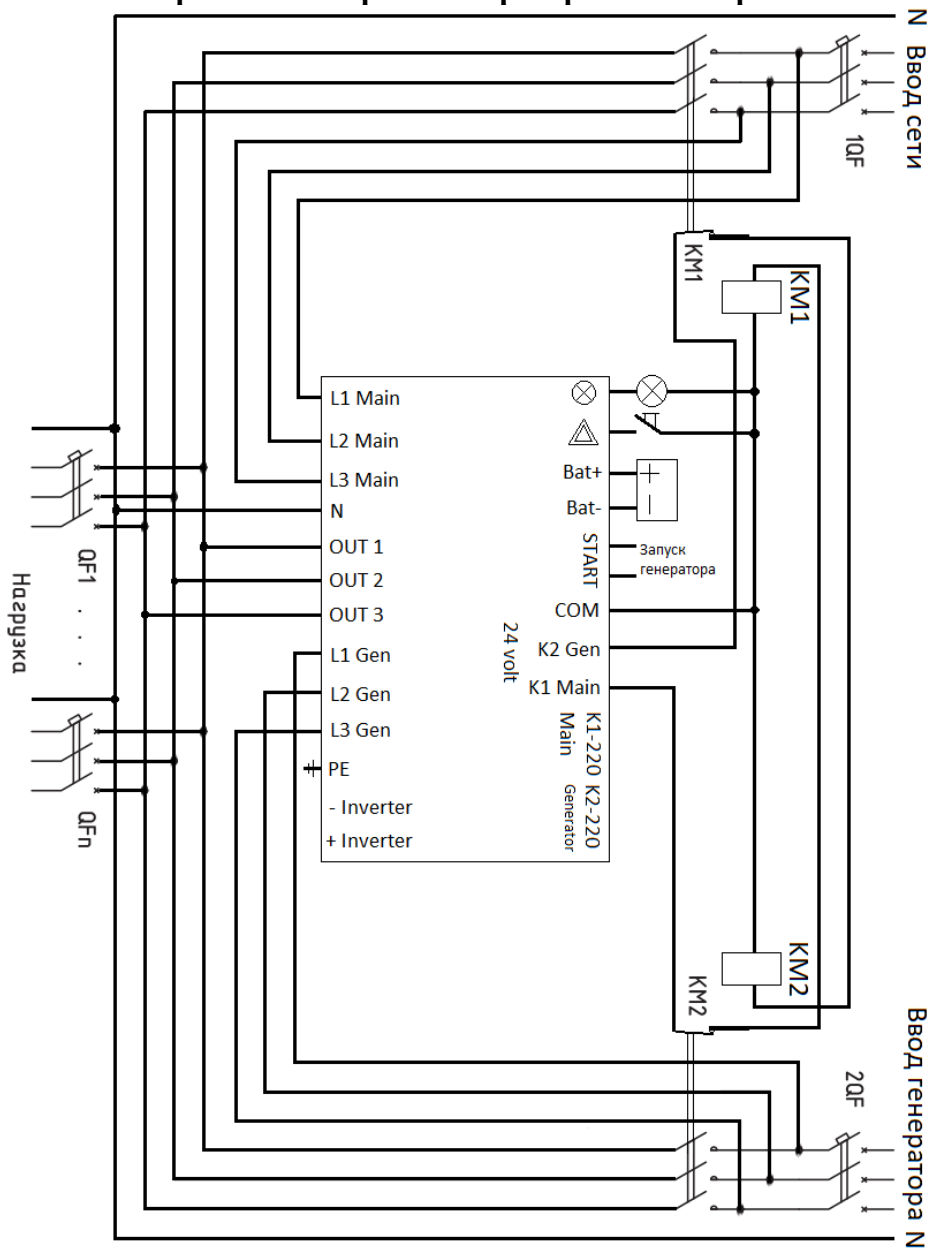 N
Ввод сети
1QF
KM1
KM1
L1 Main
L2 Main
L3 Main
N
OUT 1
OUT 2
OUT 3
L1 Gen
L2 Gen
L3 Gen
PE
- Inverter
+ Inverter
Bat+
Bat-
START
COM
K2 Gen
K1 Main
24 volt
K1-220 K2-220
Main
Generator
+
-
Запуск
генератора
QF1 . . .
Нагрузка
QFn
KM2
KM2
2QF
Ввод генератора
N